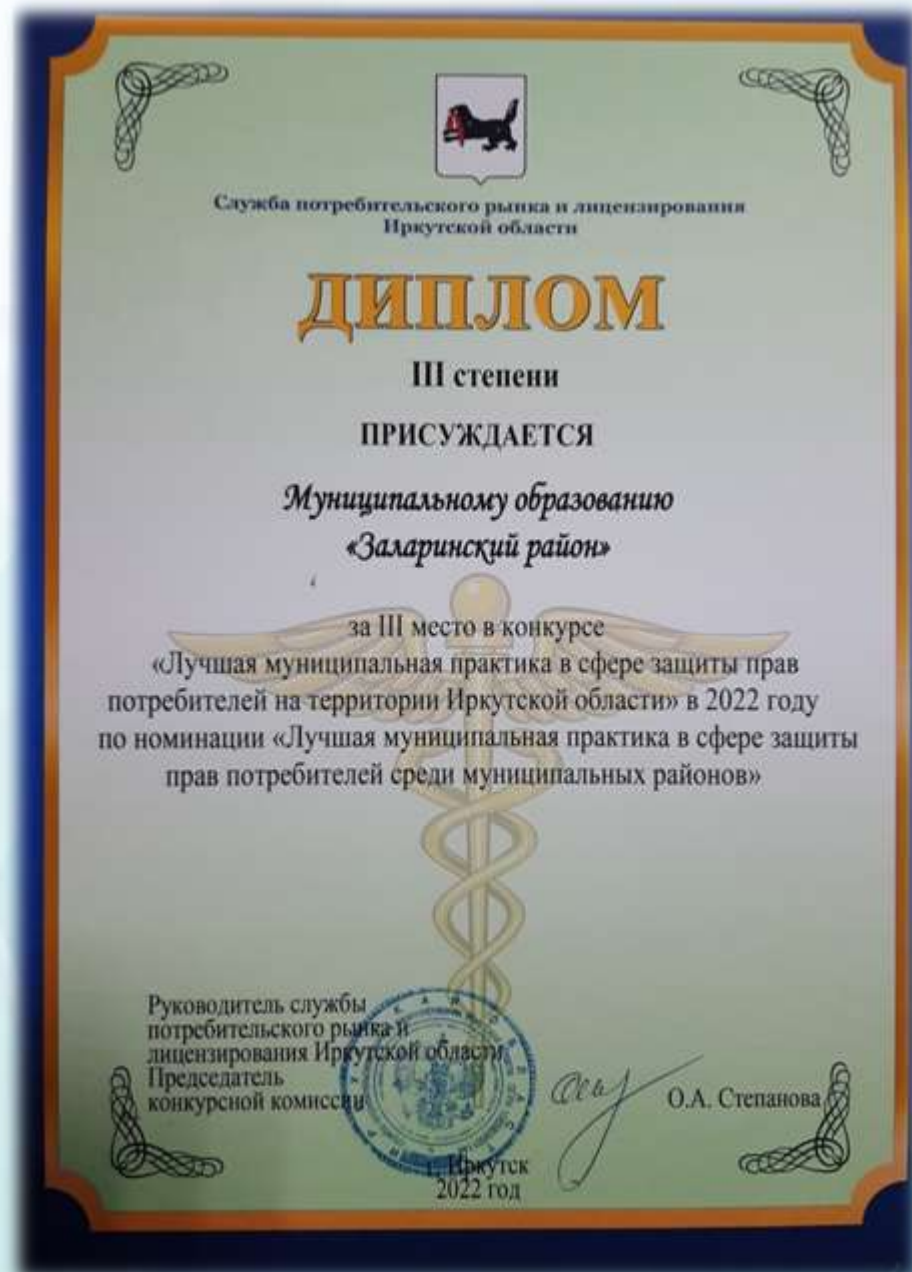 Служба потребительского рынка и лицензирования
Иркутской области
ДИПЛОМ
III степени
ПРИСУЖДАЕТСЯ
Муниципальному образованию
«Заларинский район»
за III место в конкурсе
«Лучшая муниципальная практика в сфере защиты прав
потребителей на территории Иркутской области» в 2022 году
по номинации «Лучшая муниципальная практика в сфере защиты
прав потребителей среди муниципальных районов»
Руководитель службы
потребительского рынка и
лицензирования Иркутской области
Председатель
конкурсной комиссии
О.А. Степанова
г. Иркутск
2022 год